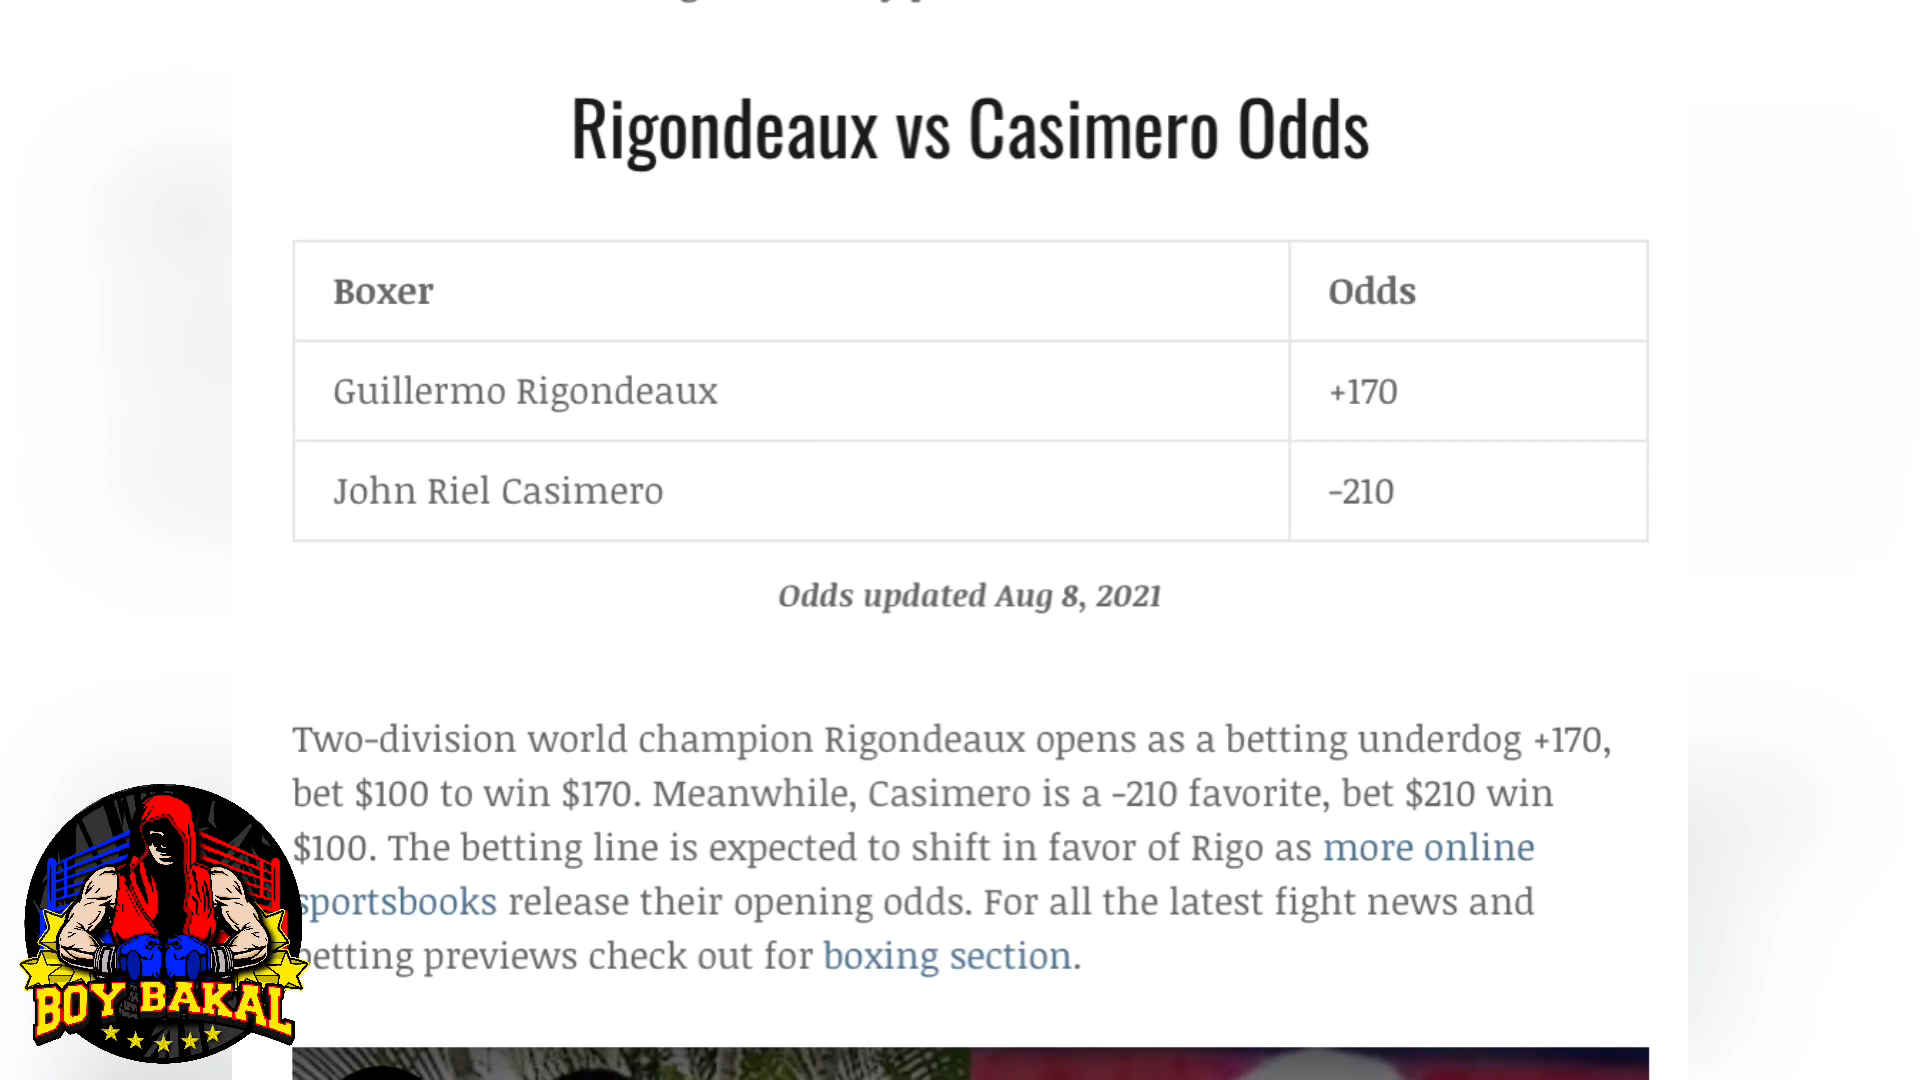 Rigondeaux vs Casimero Odds
Boxer Odds
Guillermo Rigondeaux +170
John Riel Casimero -210
Odds updated Aug 8, 2021
Two-division world champion Rigondeaux opens as a betting underdog +170,
bet $100 to win $170. Meanwhile, Casimero is a -210 favorite, bet $210 win
$100. The betting line is expected to shift in favor of Rigo as more online
sportsbooks release their opening odds. For all the latest fight news and
betting previews check out for boxing section.
BOY BAKAL